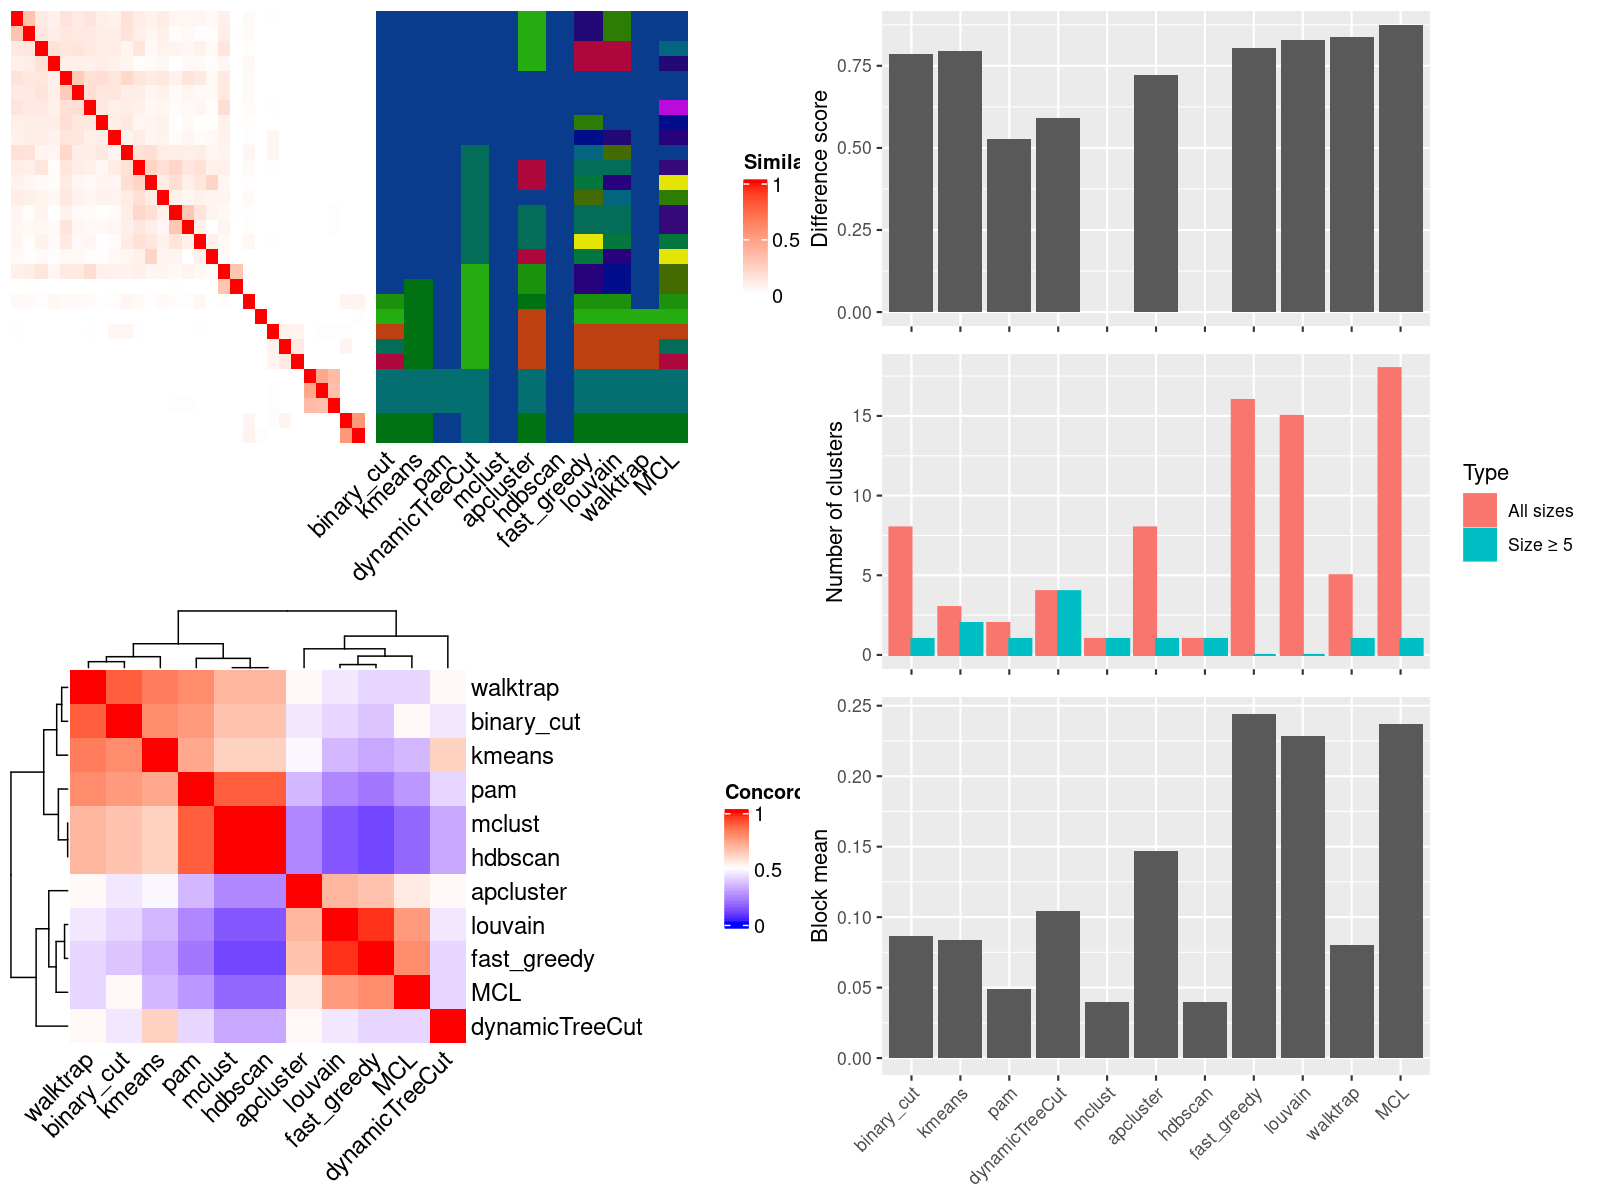 Simila
1
0.5
0
binary_cut
kmeans
pam
dynamicTreeCut
mclust
apcluster
hdbscan
fast_greedy
louvain
walktrap
MCL
walktrap
binary_cut
kmeans
pam
mclust
hdbscan
apcluster
louvain
fast_greedy
MCL
dynamicTreeCut
walktrap
binary_cut
kmeans
pam
mclust
hdbscan
apcluster
louvain
fast_greedy
MCL
dynamicTreeCut
Concord
1
0.5
0
Difference score
0.75
0.50
0.25
0.00
Number of clusters
15
10
5
0
Type
All sizes
Size ≥ 5
Block mean
0.25
0.20
0.15
0.10
0.05
0.00
binary_cut
kmeans
pam
dynamicTreeCut
mclust
apcluster
hdbscan
fast_greedy
louvain
walktrap
MCL